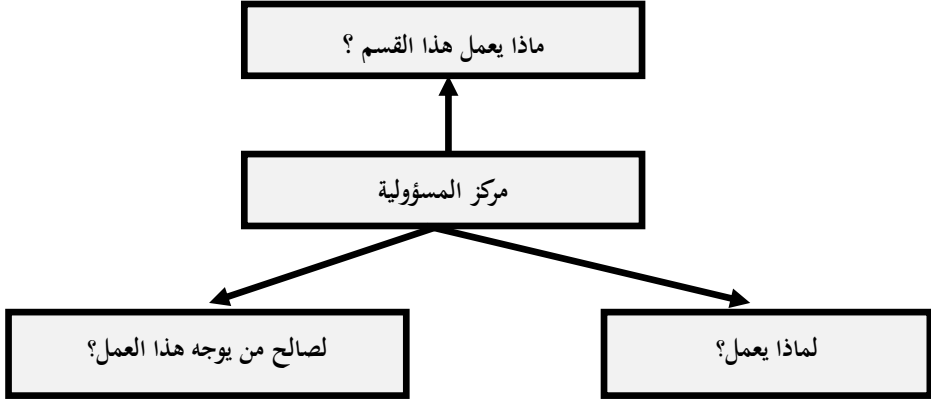 ماذا يعمل هذا القسم ؟
مركز المسؤولية
لماذا يعمل؟
لصالح من يوجه هذا العمل؟